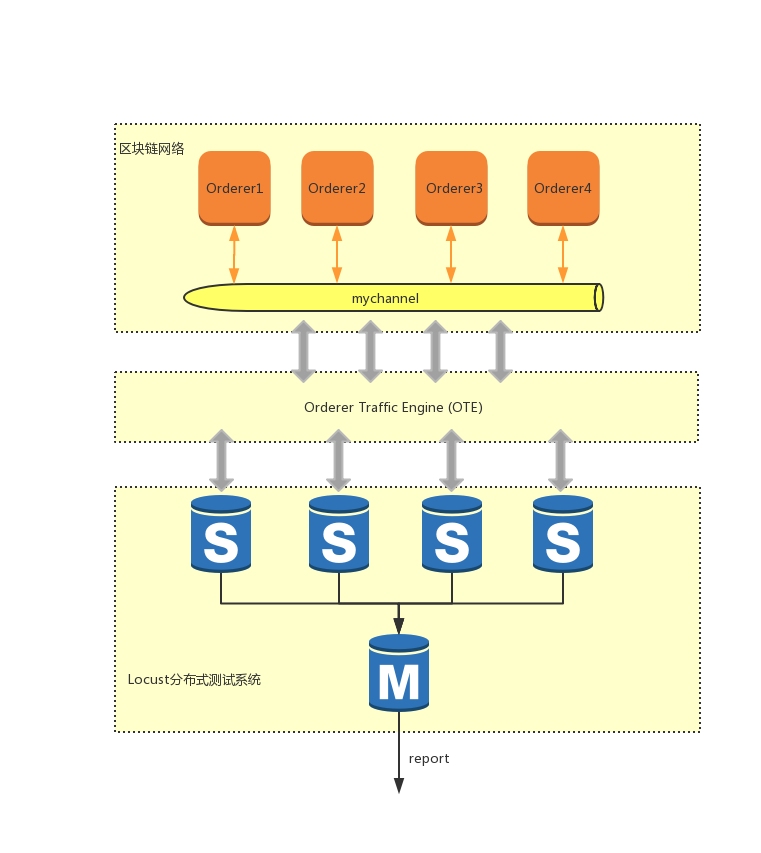 区块链网络
Orderer1
Orderer2
Orderer3
Orderer4
mychannel
Orderer Traffic Engine (OTE)
S
S
S
S
M
Locust分布式测试系统
report